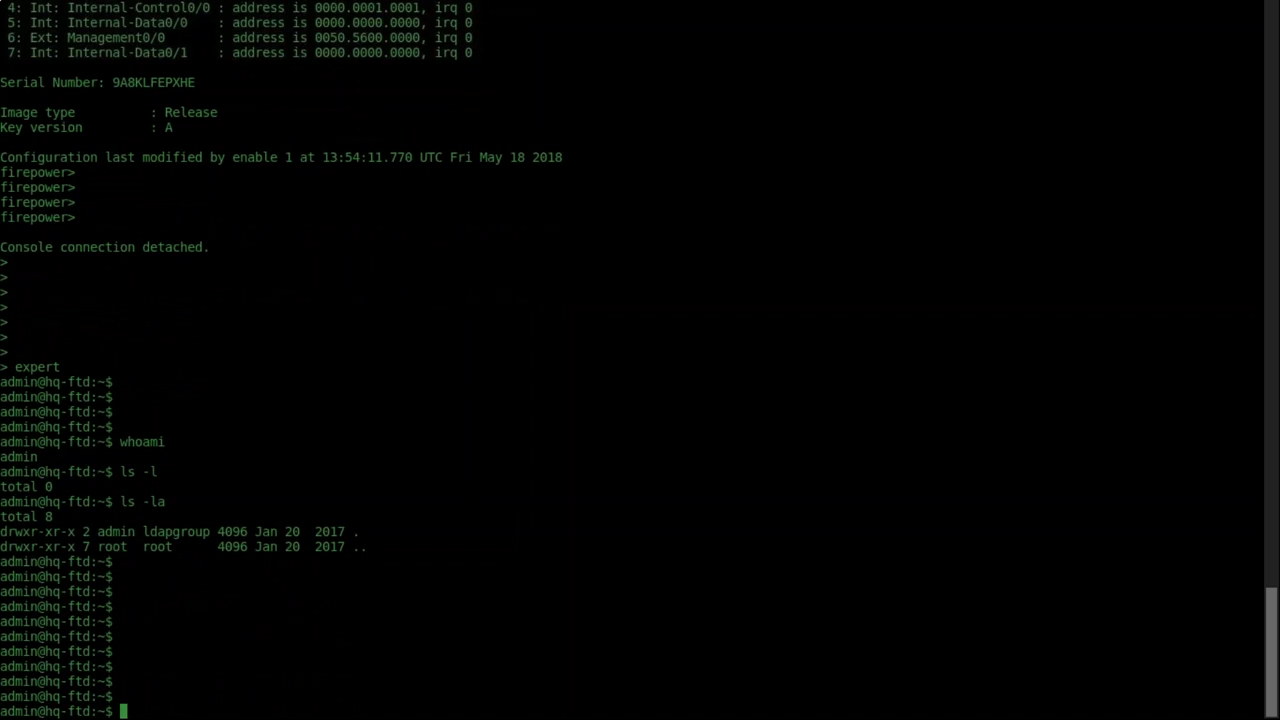 4: Int: Internal-Control0/0 : address is 0000.0001.0001, irq 0
 5: Int: Internal-Data0/0    : address is 0000.0000.0000, irq 0
 6: Ext: Management0/0       : address is 0050.5600.0000, irq 0
 7: Int: Internal-Data0/1    : address is 0000.0000.0000, irq 0
Serial Number: 9A8KLFEPXHE
Image type          : Release
Key version         : A
Configuration last modified by enable 1 at 13:54:11.770 UTC Fri May 18 2018
firepower>
firepower>
firepower>
firepower>
Console connection detached.
>
>
>
>
>
>
>
> expert
admin@hq-ftd:~$
admin@hq-ftd:~$
admin@hq-ftd:~$
admin@hq-ftd:~$
admin@hq-ftd:~$ whoami
admin
admin@hq-ftd:~$ ls -l
total 0
admin@hq-ftd:~$ ls -la
total 8
drwxr-xr-x 2 admin ldapgroup 4096 Jan 20  2017 .
drwxr-xr-x 7 root  root      4096 Jan 20  2017 ..
admin@hq-ftd:~$
admin@hq-ftd:~$
admin@hq-ftd:~$
admin@hq-ftd:~$
admin@hq-ftd:~$
admin@hq-ftd:~$
admin@hq-ftd:~$
admin@hq-ftd:~$
admin@hq-ftd:~$
admin@hq-ftd:~$
admin@hq-ftd:~$